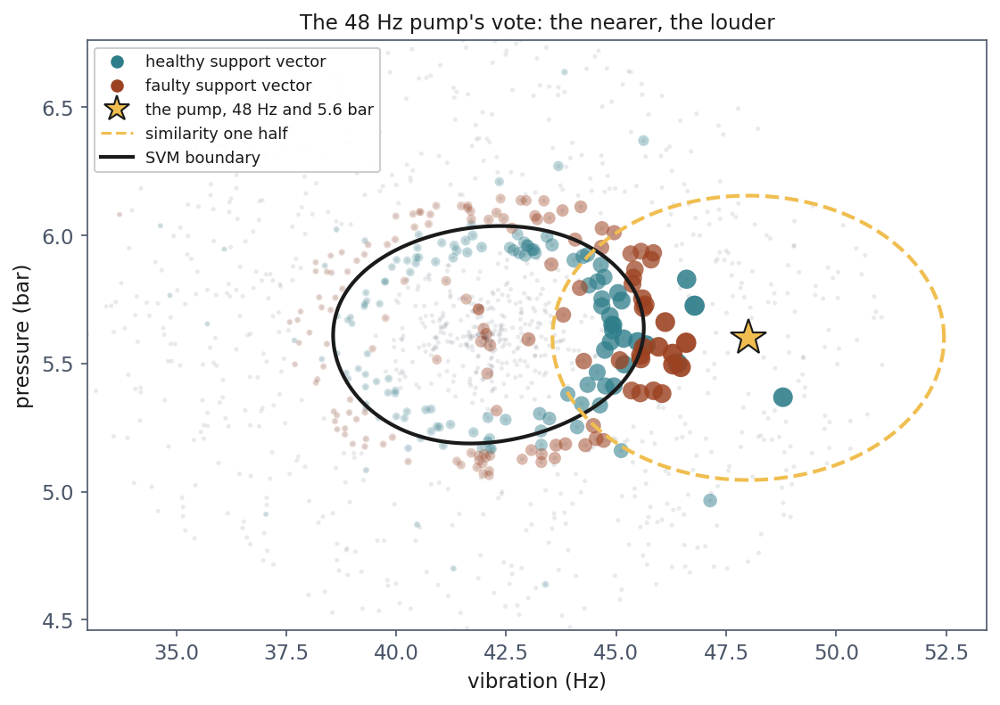 The 48 Hz pump's vote: the nearer, the louder
healthy support vector
faulty support vector
the pump, 48 Hz and 5.6 bar
similarity one half
SVM boundary
pressure (bar)
6.5
6.0
5.5
5.0
4.5
35.0 37.5 40.0 42.5 45.0 47.5 50.0 52.5
vibration (Hz)